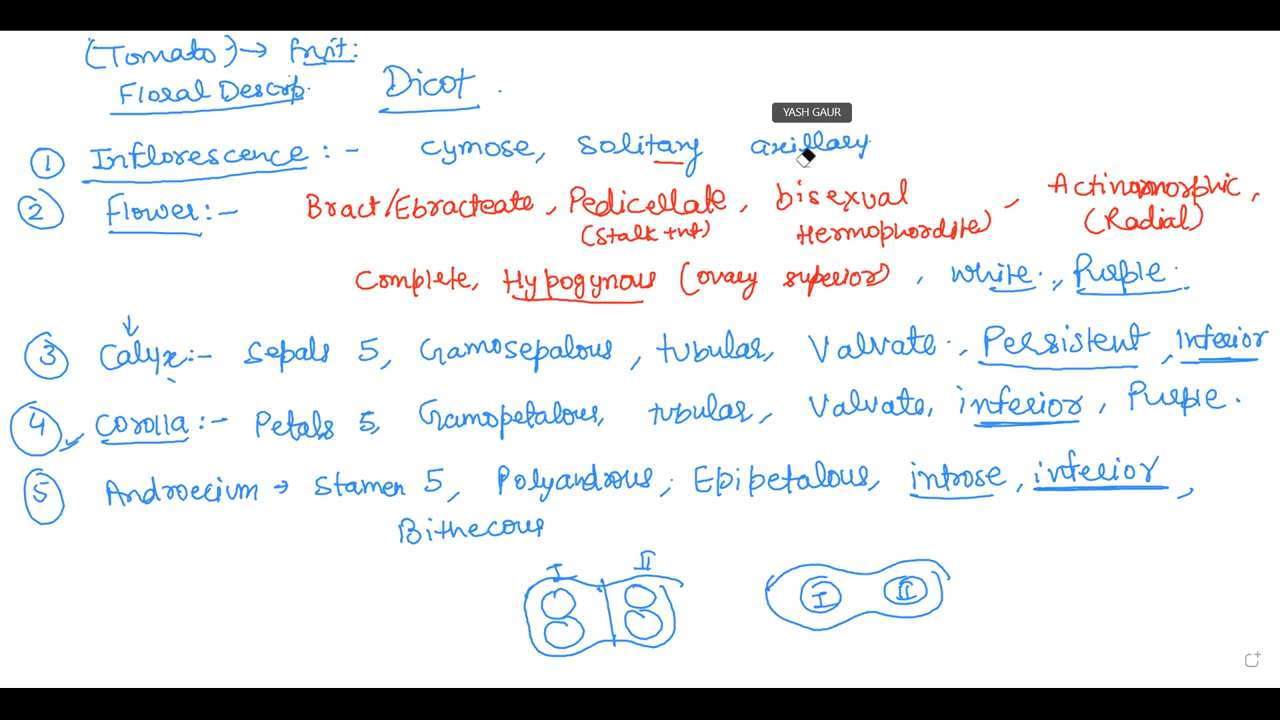 (Tomato) → fruit:
Floral Descrip. Dicot.
YASH GAUR
① Inflorescence :- cymose, solitary axillary
② Flower :- Bract/Ebracteate, Pedicellate, bisexual, Actinomorphic,
(Stalk +nt) Hermophordite) (Radial)
Complete, Hypogynous (ovary superior), white., Purple.
③ Calyx :- Sepals 5, Gamosepalous, tubular, Valvate., Persistent, inferior
④ Corolla :- Petals 5, Gamopetalous, tubular, Valvate, inferior, Purple.
⑤ Androecium → Stamen 5, Polyandrous, Epipetalous, introse, inferior,
Bithecous
I II
I II